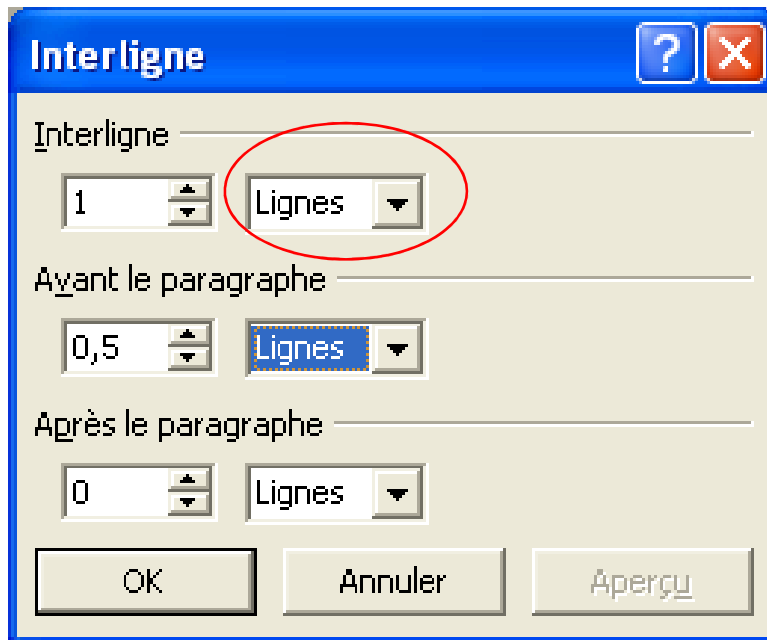 Interligne
?
Interligne
1 Lignes
Avant le paragraphe
0,5 Lignes
Après le paragraphe
0 Lignes
OK Annuler Aperçu